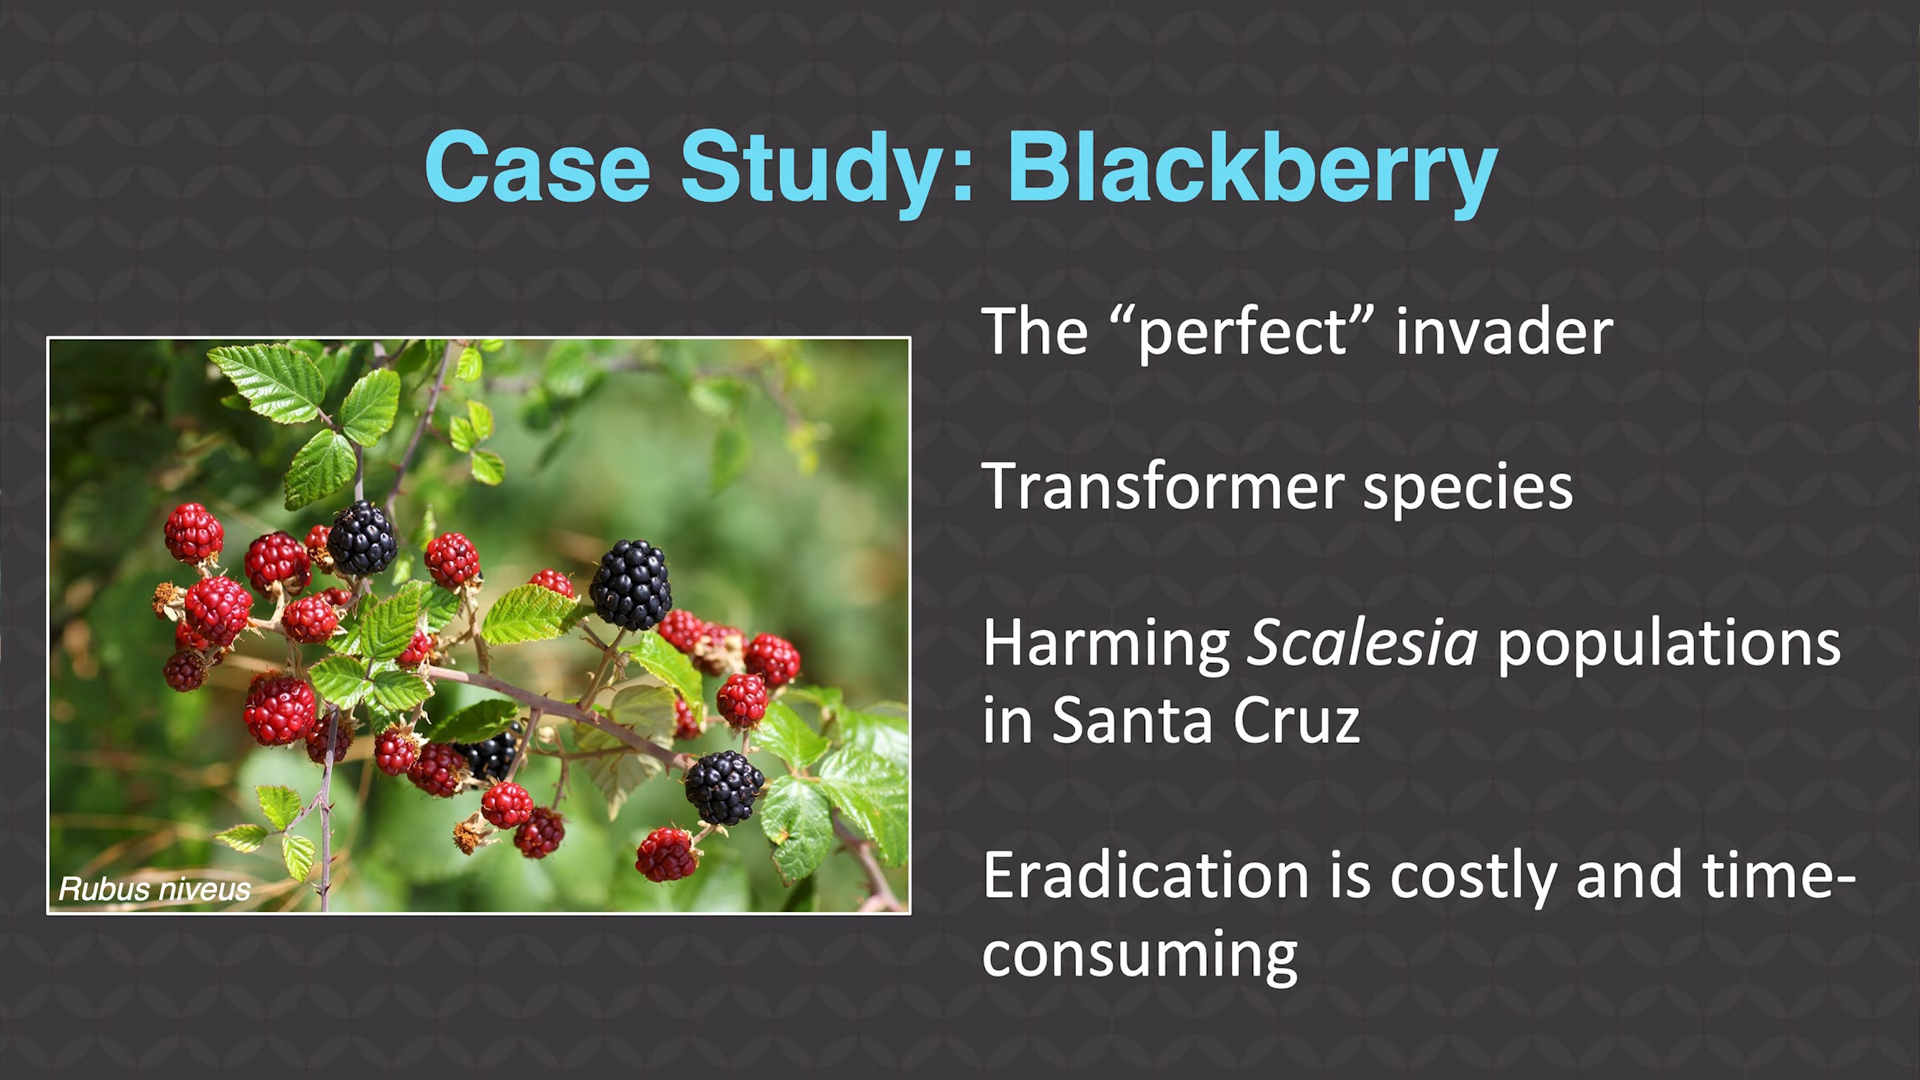 Case Study: Blackberry
The “perfect” invader
Transformer species
Harming Scalesia populations
in Santa Cruz
Eradication is costly and time-
consuming
Rubus niveus